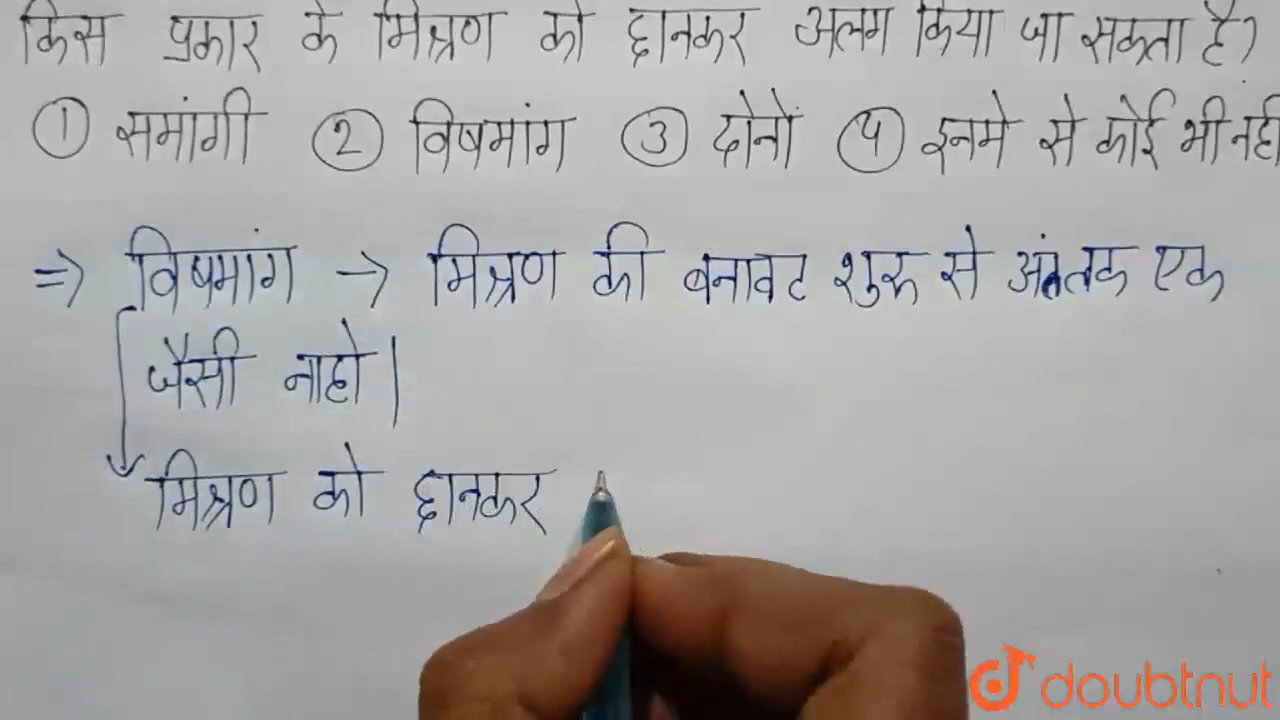 किस प्रकार के मिश्रण को छानकर अलग किया जा सकता है?
① समांगी ② विषमांग ③ दोनों ④ इनमे से कोई भी नही
⇒ विषमांग → मिश्रण की बनावट शुरू से अंततक एक
जैसी नाहो।
मिश्रण को छानकर
doubtnut